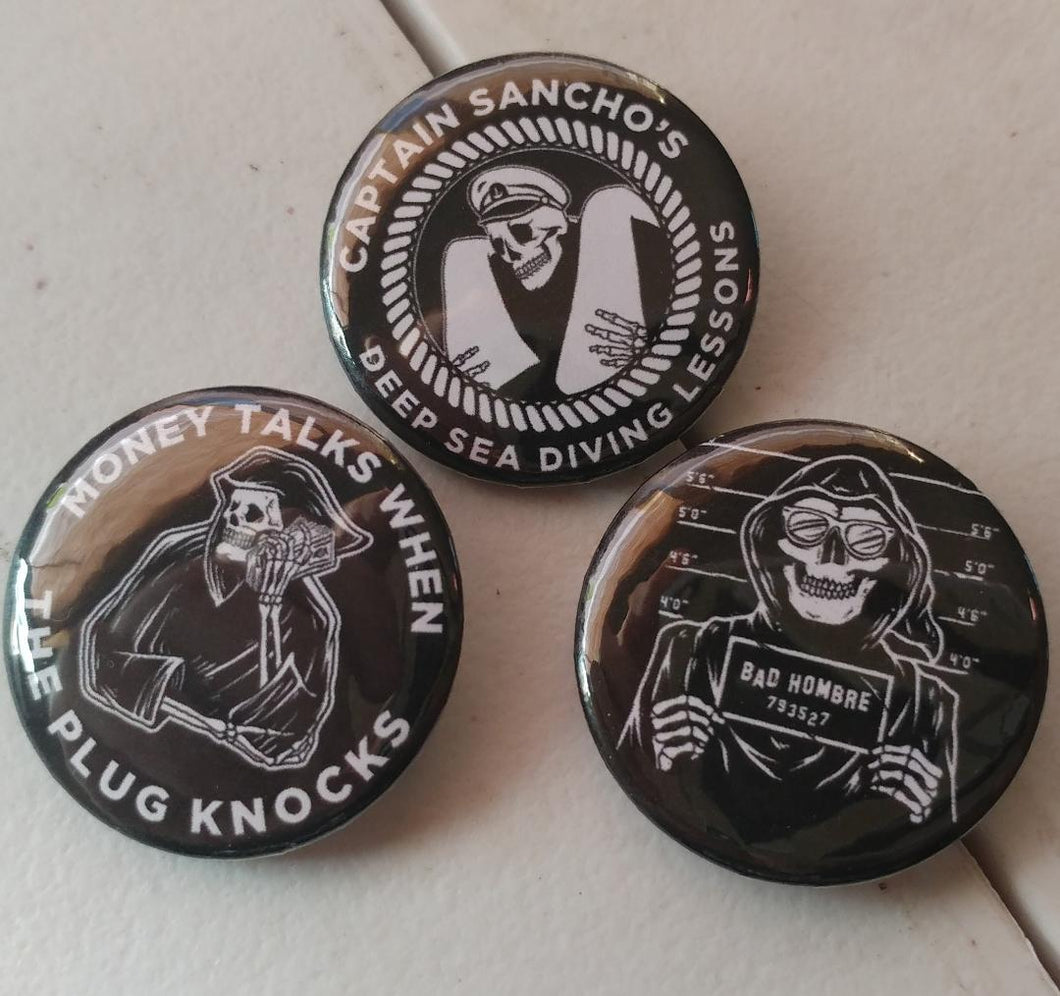 CAPTAIN SANCHO'S
DEEP SEA DIVING LESSONS
MONEY TALKS WHEN
THE PLUG KNOCKS
5'6"
5'0"
4'6"
4'0"
5'6"
5'0"
4'6"
4'0"
BAD HOMBRE
793527